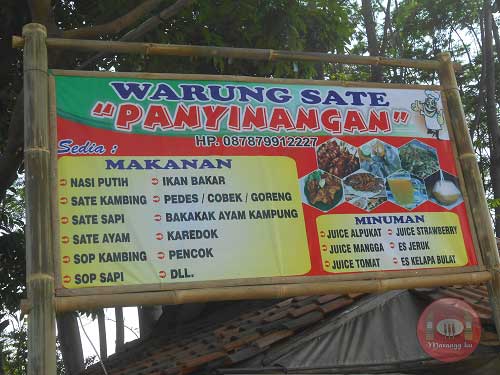 WARUNG SATE
"PANYINANGAN"
HP. 087879912227
Sedia :
MAKANAN
NASI PUTIH
SATE KAMBING
SATE SAPI
SATE AYAM
SOP KAMBING
SOP SAPI
IKAN BAKAR
PEDES / COBEK / GORENG
BAKAKAK AYAM KAMPUNG
KAREDOK
PENCOK
DLL.
MINUMAN
JUICE ALPUKAT
JUICE MANGGA
JUICE TOMAT
JUICE STRAWBERRY
ES JERUK
ES KELAPA BULAT
Manangg.ku